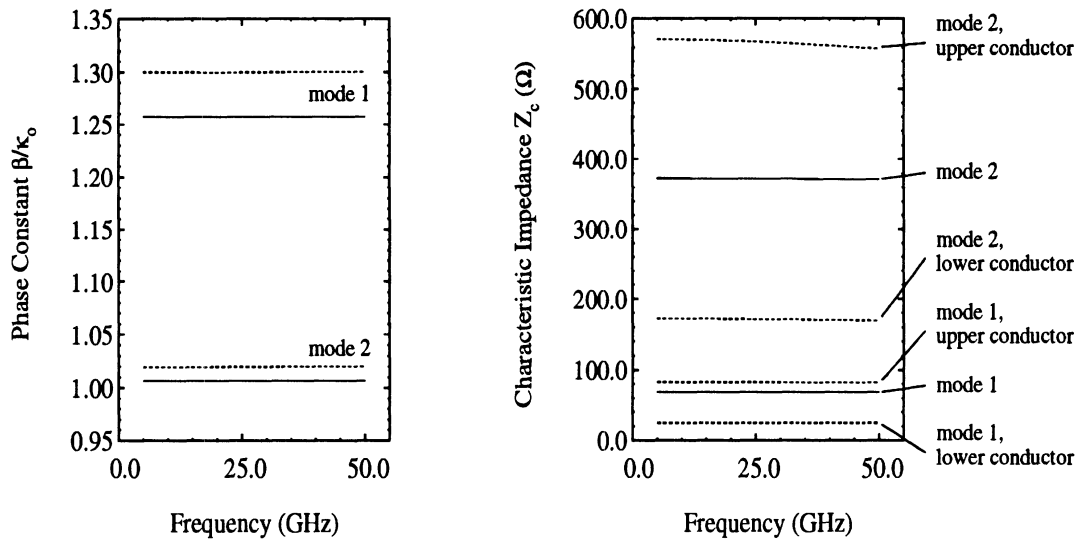 1.35
1.30
1.25
1.20
1.15
1.10
1.05
1.00
0.95
0.0
25.0
50.0
Phase Constant β/κo
Frequency (GHz)
mode 1
mode 2
600.0
500.0
400.0
300.0
200.0
100.0
0.0
0.0
25.0
50.0
Characteristic Impedance Zc (Ω)
Frequency (GHz)
mode 2,
upper conductor
mode 2
mode 2,
lower conductor
mode 1,
upper conductor
mode 1
mode 1,
lower conductor